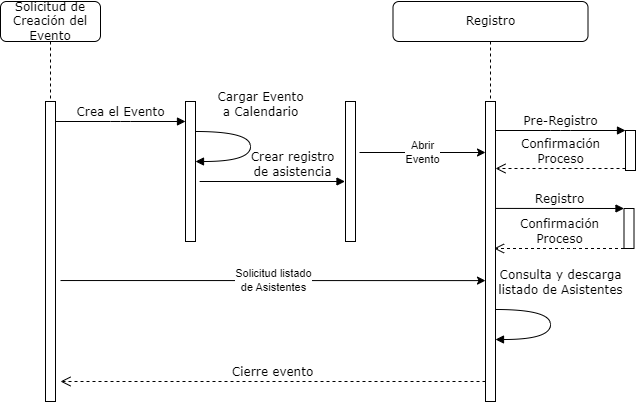 Solicitud de
Creación del
Evento
Registro
Crea el Evento
Cargar Evento
a Calendario
Crear registro
de asistencia
Abrir
Evento
Pre-Registro
Confirmación
Proceso
Registro
Confirmación
Proceso
Solicitud listado
de Asistentes
Consulta y descarga
listado de Asistentes
Cierre evento